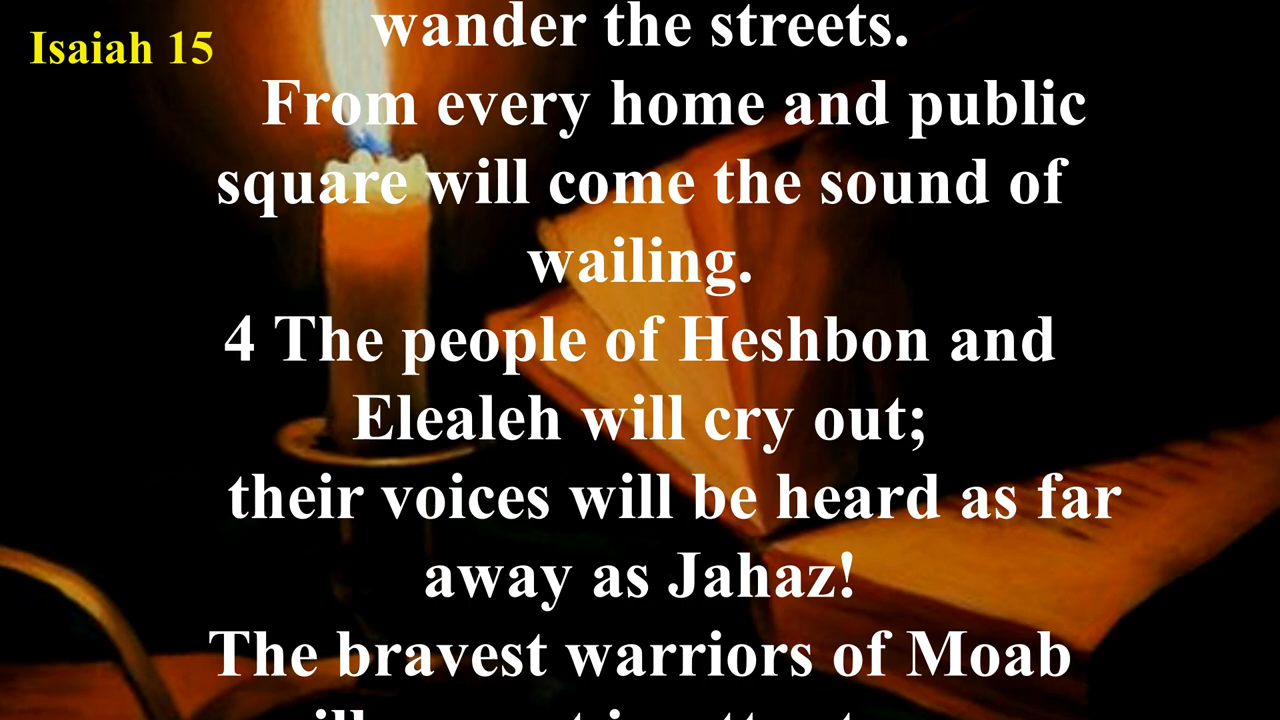 Isaiah 15
wander the streets.
From every home and public
square will come the sound of
wailing.
4 The people of Heshbon and
Elealeh will cry out;
their voices will be heard as far
away as Jahaz!
The bravest warriors of Moab